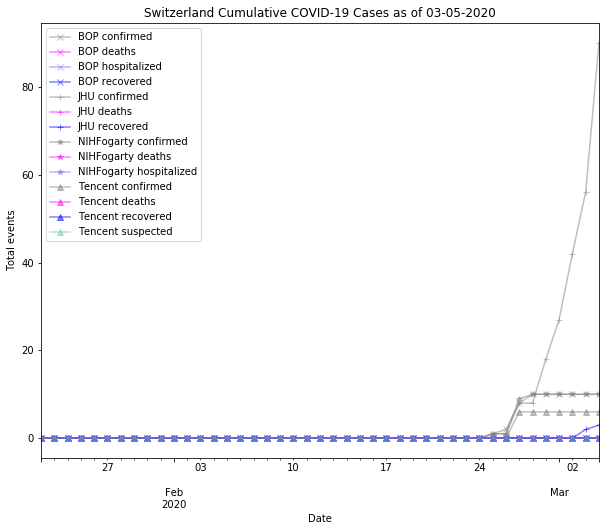 Switzerland Cumulative COVID-19 Cases as of 03-05-2020
BOP confirmed
BOP deaths
BOP hospitalized
BOP recovered
JHU confirmed
JHU deaths
JHU recovered
NIHFogarty confirmed
NIHFogarty deaths
NIHFogarty hospitalized
Tencent confirmed
Tencent deaths
Tencent recovered
Tencent suspected
Total events
80
60
40
20
0
27 03 10 17 24 02
Feb Mar
2020
Date